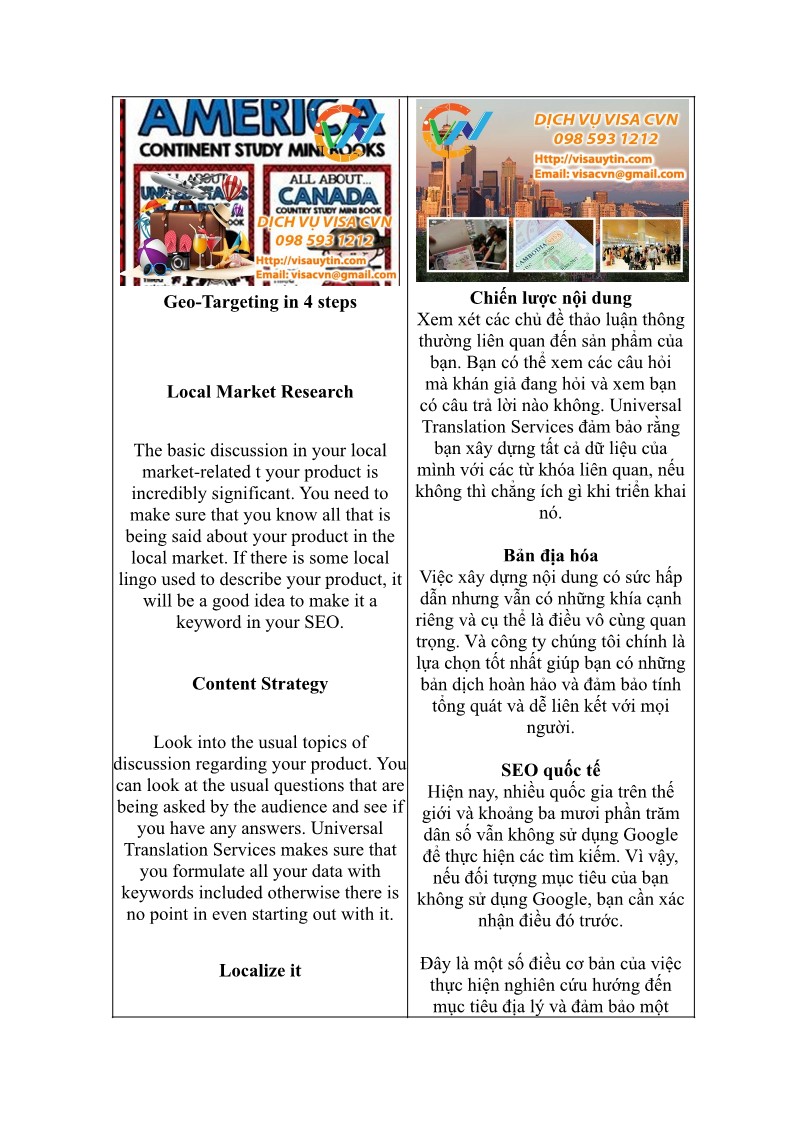 AMERICA
CONTINENT STUDY MINI BOOKS
ALL ABOUT...
UNITED STATES
ALL ABOUT...
CANADA
COUNTRY STUDY MINI BOOK
DỊCH VỤ VISA CVN
098 593 1212
Http://visauytin.com
Email: visacvn@gmail.com
Geo-Targeting in 4 steps
Local Market Research
The basic discussion in your local
market-related t your product is
incredibly significant. You need to
make sure that you know all that is
being said about your product in the
local market. If there is some local
lingo used to describe your product, it
will be a good idea to make it a
keyword in your SEO.
Content Strategy
Look into the usual topics of
discussion regarding your product. You
can look at the usual questions that are
being asked by the audience and see if
you have any answers. Universal
Translation Services makes sure that
you formulate all your data with
keywords included otherwise there is
no point in even starting out with it.
Localize it
CVN
DỊCH VỤ VISA CVN
098 593 1212
Http://visauytin.com
Email: visacvn@gmail.com
CAMBODIA
Chiến lược nội dung
Xem xét các chủ đề thảo luận thông
thường liên quan đến sản phẩm của
bạn. Bạn có thể xem các câu hỏi
mà khán giả đang hỏi và xem bạn
có câu trả lời nào không. Universal
Translation Services đảm bảo rằng
bạn xây dựng tất cả dữ liệu của
mình với các từ khóa liên quan, nếu
không thì chẳng ích gì khi triển khai
nó.
Bản địa hóa
Việc xây dựng nội dung có sức hấp
dẫn nhưng vẫn có những khía cạnh
riêng và cụ thể là điều vô cùng quan
trọng. Và công ty chúng tôi chính là
lựa chọn tốt nhất giúp bạn có những
bản dịch hoàn hảo và đảm bảo tính
tổng quát và dễ liên kết với mọi
người.
SEO quốc tế
Hiện nay, nhiều quốc gia trên thế
giới và khoảng ba mươi phần trăm
dân số vẫn không sử dụng Google
để thực hiện các tìm kiếm. Vì vậy,
nếu đối tượng mục tiêu của bạn
không sử dụng Google, bạn cần xác
nhận điều đó trước.
Đây là một số điều cơ bản của việc
thực hiện nghiên cứu hướng đến
mục tiêu địa lý và đảm bảo một